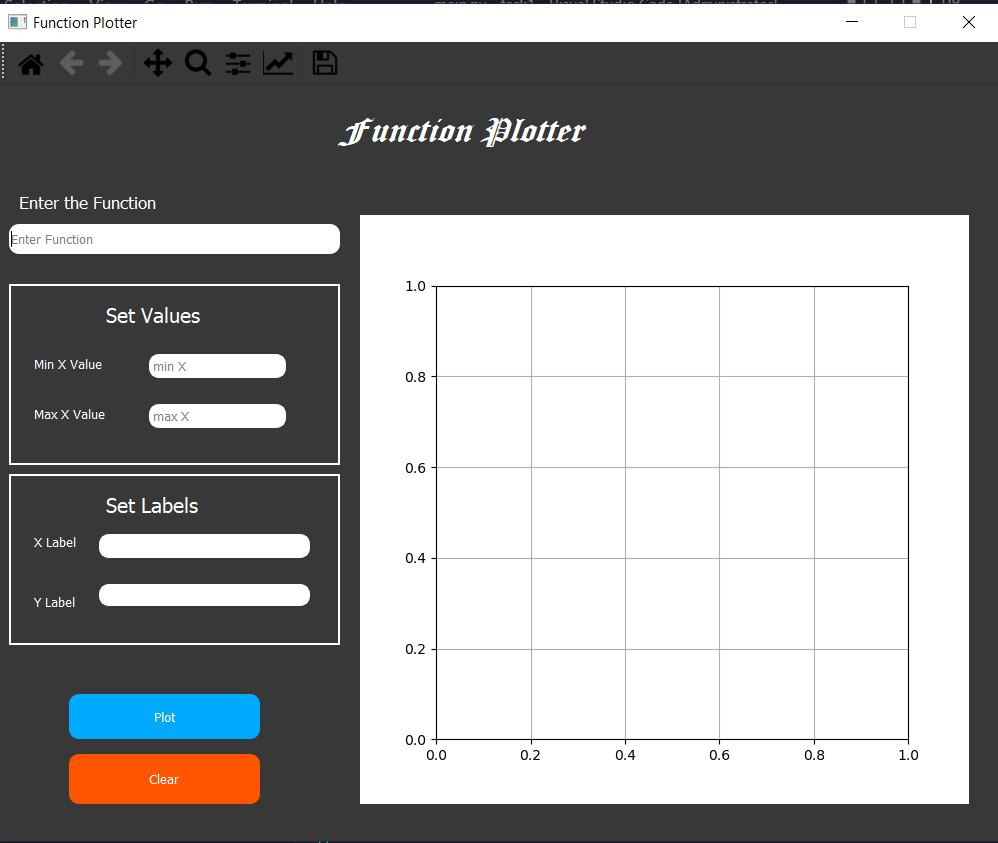 Function Plotter
Function Plotter
Enter the Function
Enter Function
Set Values
Min X Value
min X
Max X Value
max X
Set Labels
X Label
Y Label
Plot
Clear
1.0
0.8
0.6
0.4
0.2
0.0
0.0 0.2 0.4 0.6 0.8 1.0